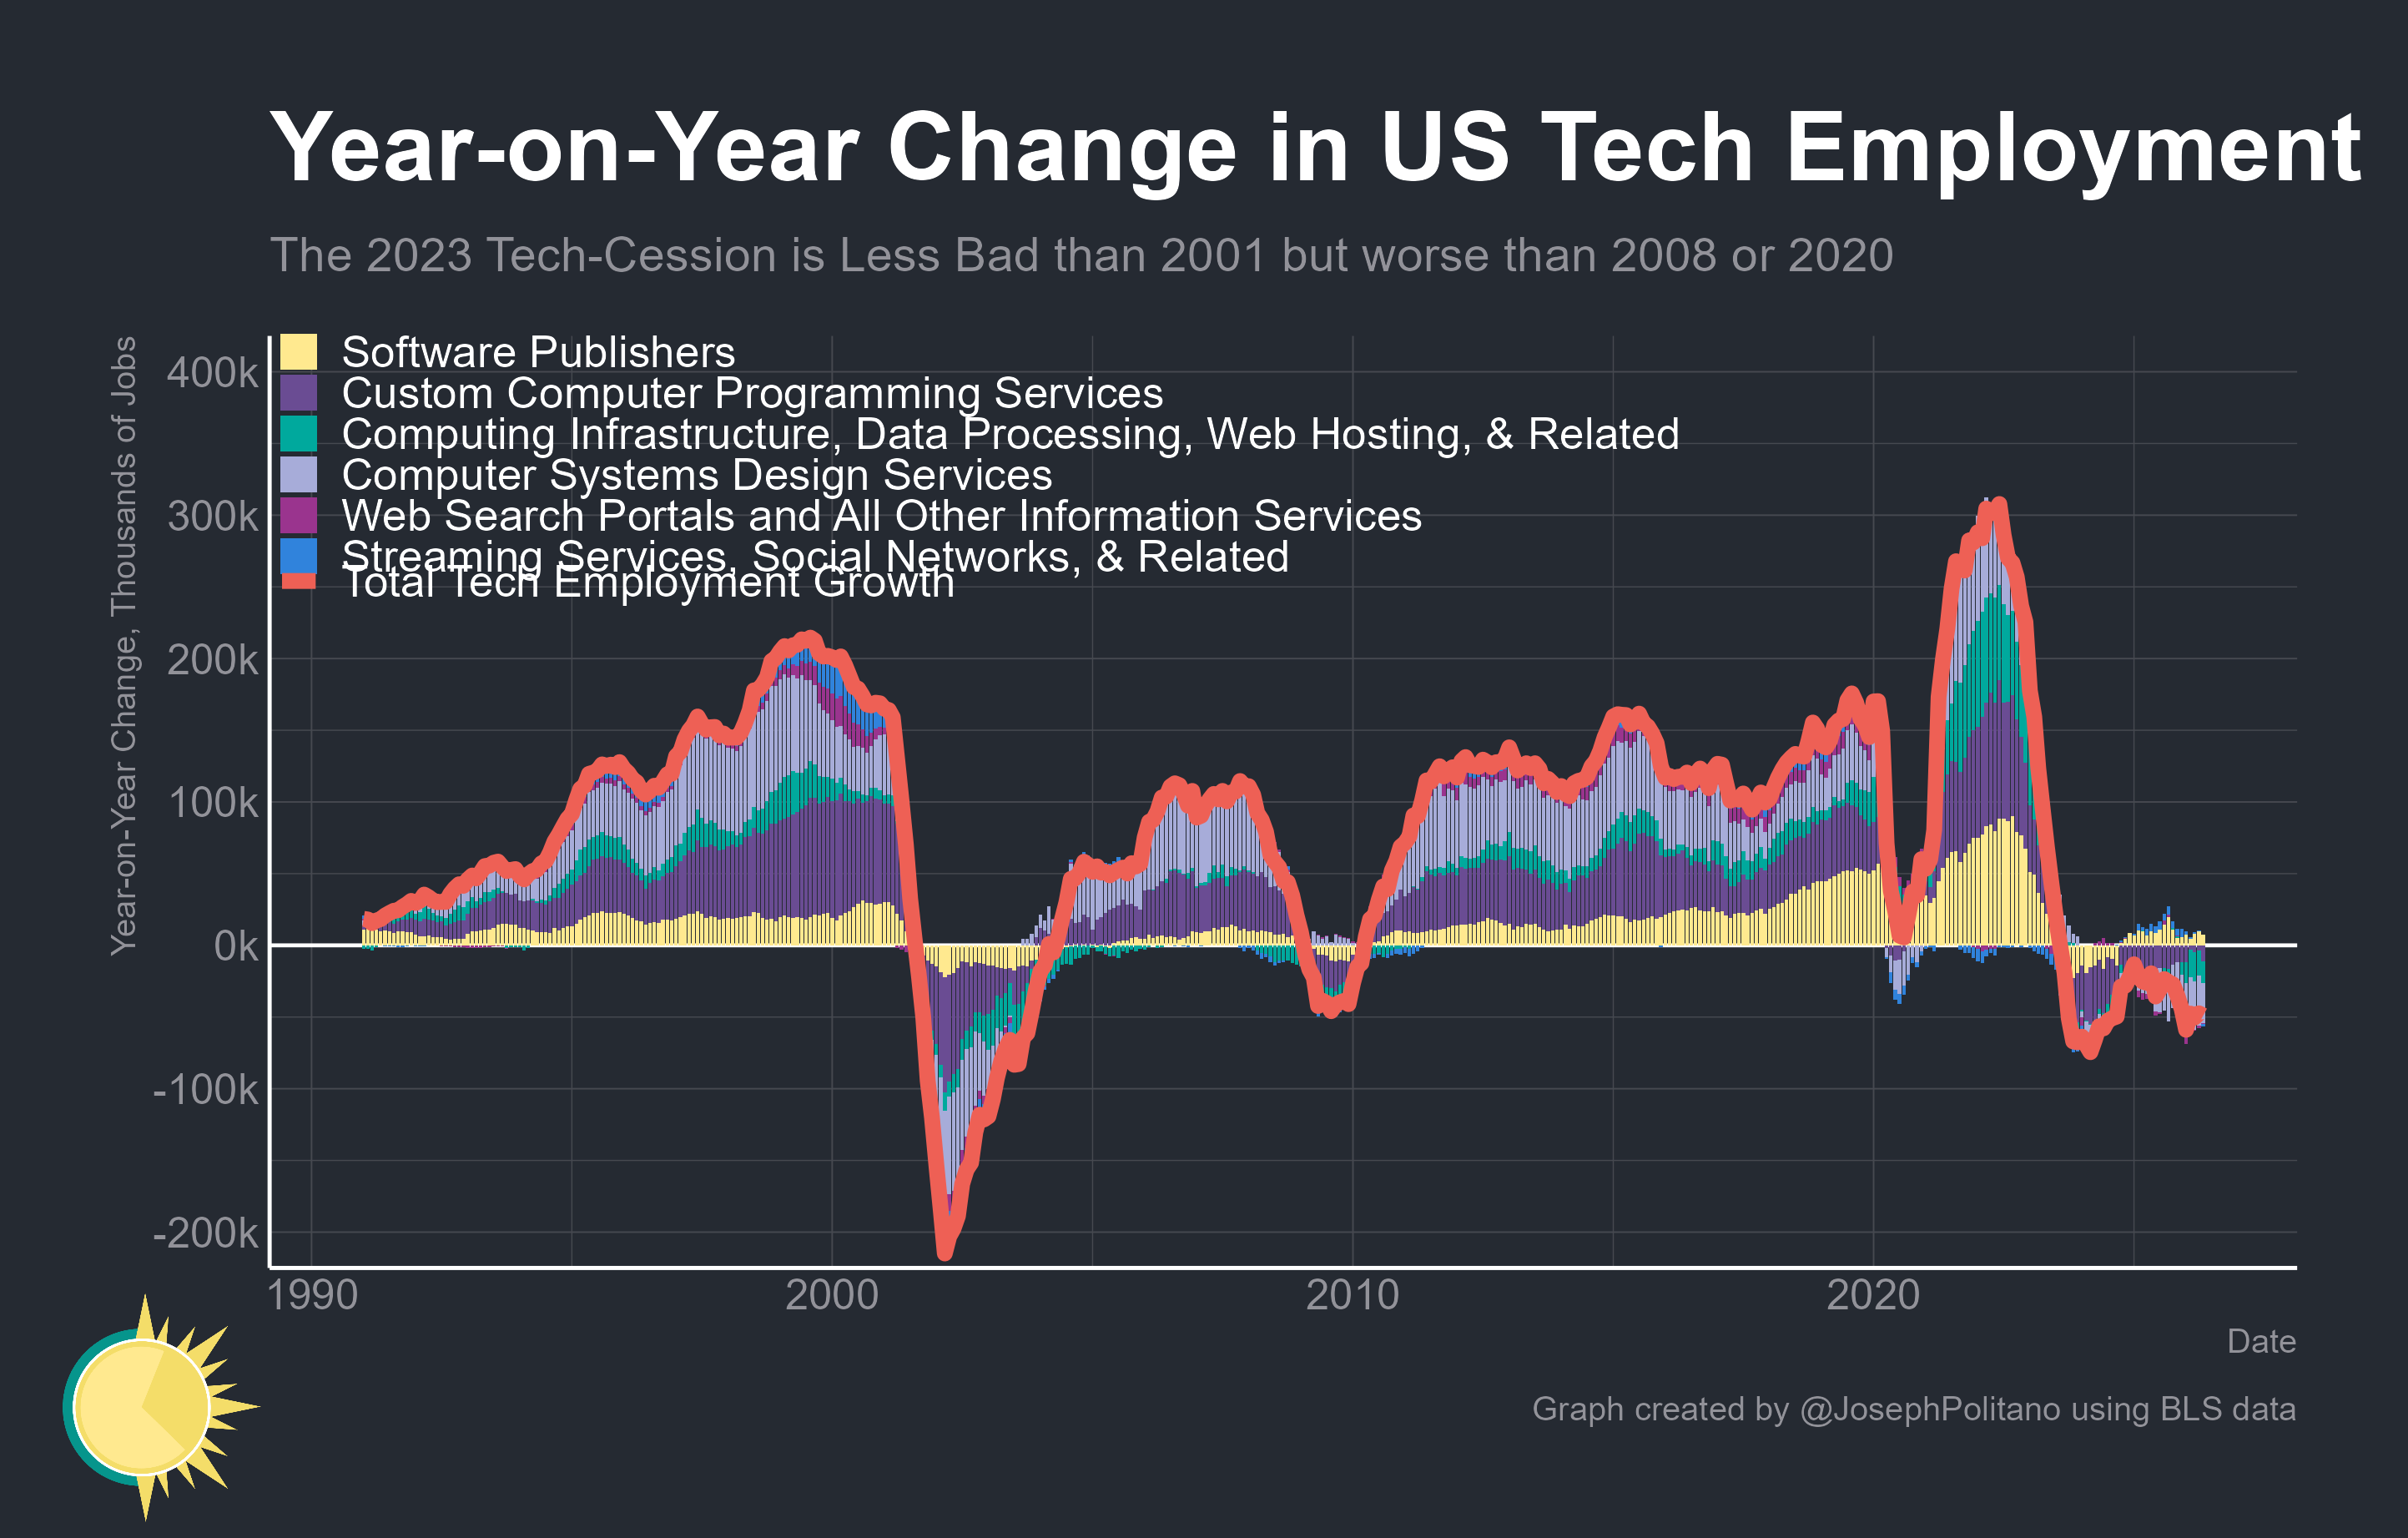 Year-on-Year Change in US Tech Employment
The 2023 Tech-Cession is Less Bad than 2001 but worse than 2008 or 2020
Year-on-Year Change, Thousands of Jobs
Software Publishers
Custom Computer Programming Services
Computing Infrastructure, Data Processing, Web Hosting, & Related
Computer Systems Design Services
Web Search Portals and All Other Information Services
Streaming Services, Social Networks, & Related
Total Tech Employment Growth
400k
300k
200k
100k
0k
-100k
-200k
1990
2000
2010
2020
Date
Graph created by @JosephPolitano using BLS data